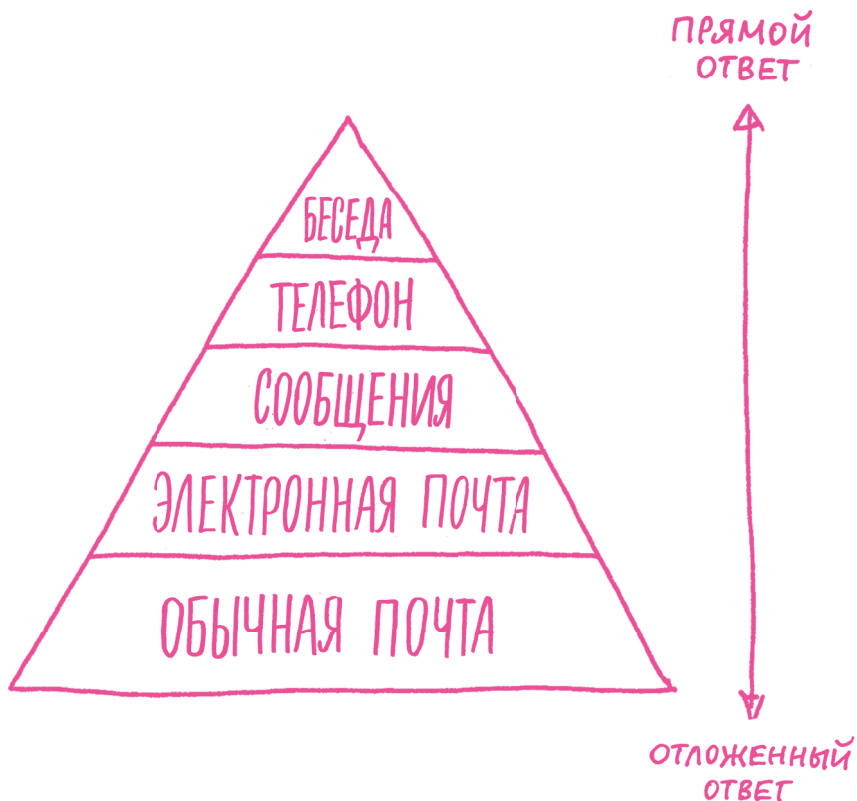 ПРЯМОЙ
ОТВЕТ
БЕСЕДА
ТЕЛЕФОН
СООБЩЕНИЯ
ЭЛЕКТРОННАЯ ПОЧТА
ОБЫЧНАЯ ПОЧТА
ОТЛОЖЕННЫЙ
ОТВЕТ